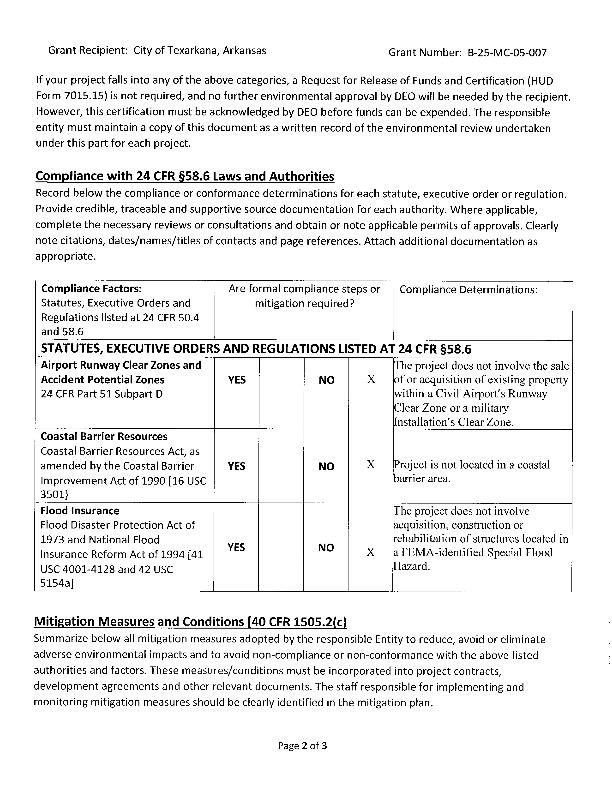 Grant Recipient: City of Texarkana, Arkansas Grant Number: B-25-MC-05-007
If your project falls into any of the above categories, a Request for Release of Funds and Certification (HUD
Form 7015.15) is not required, and no further environmental approval by DEO will be needed by the recipient.
However, this certification must be acknowledged by DEO before funds can be expended. The responsible
entity must maintain a copy of this document as a written record of the environmental review undertaken
under this part for each project.
Compliance with 24 CFR §58.6 Laws and Authorities
Record below the compliance or conformance determinations for each statute, executive order or regulation.
Provide credible, traceable and supportive source documentation for each authority. Where applicable,
complete the necessary reviews or consultations and obtain or note applicable permits of approvals. Clearly
note citations, dates/names/titles of contacts and page references. Attach additional documentation as
appropriate.
Compliance Factors:
Statutes, Executive Orders and
Regulations listed at 24 CFR 50.4
and 58.6
Are formal compliance steps or
mitigation required?
Compliance Determinations:
STATUTES, EXECUTIVE ORDERS AND REGULATIONS LISTED AT 24 CFR §58.6
Airport Runway Clear Zones and
Accident Potential Zones
24 CFR Part 51 Subpart D
YES NO X
The project does not involve the sale
of or acquisition of existing property
within a Civil Airport's Runway
Clear Zone or a military
Installation's Clear Zone.
Coastal Barrier Resources
Coastal Barrier Resources Act, as
amended by the Coastal Barrier
Improvement Act of 1990 [16 USC
3501]
YES NO X
Project is not located in a coastal
barrier area.
Flood Insurance
Flood Disaster Protection Act of
1973 and National Flood
Insurance Reform Act of 1994 [41
USC 4001-4128 and 42 USC
5154a]
YES NO X
The project does not involve
acquisition, construction or
rehabilitation of structures located in
a FEMA-identified Special Flood
Hazard.
Mitigation Measures and Conditions [40 CFR 1505.2(c)]
Summarize below all mitigation measures adopted by the responsible Entity to reduce, avoid or eliminate
adverse environmental impacts and to avoid non-compliance or non-conformance with the above listed
authorities and factors. These measures/conditions must be incorporated into project contracts,
development agreements and other relevant documents. The staff responsible for implementing and
monitoring mitigation measures should be clearly identified in the mitigation plan.
Page 2 of 3